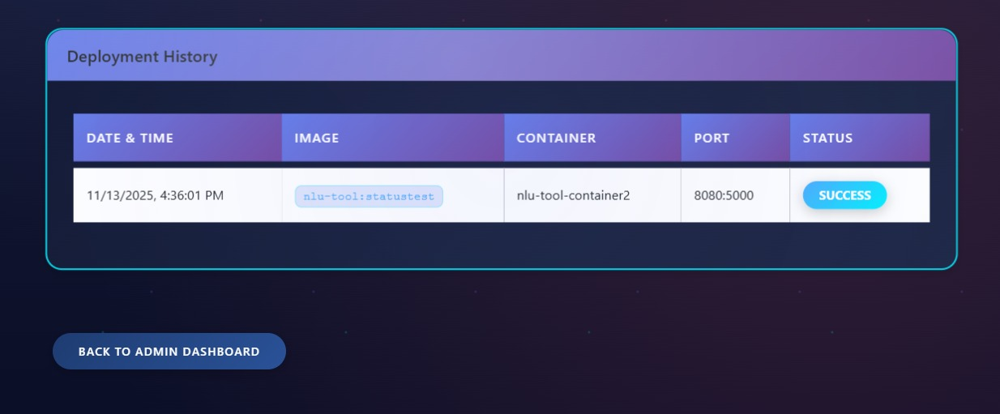 Deployment History
DATE & TIME IMAGE CONTAINER PORT STATUS
11/13/2025, 4:36:01 PM nlu-tool:statustest nlu-tool-container2 8080:5000 SUCCESS
BACK TO ADMIN DASHBOARD